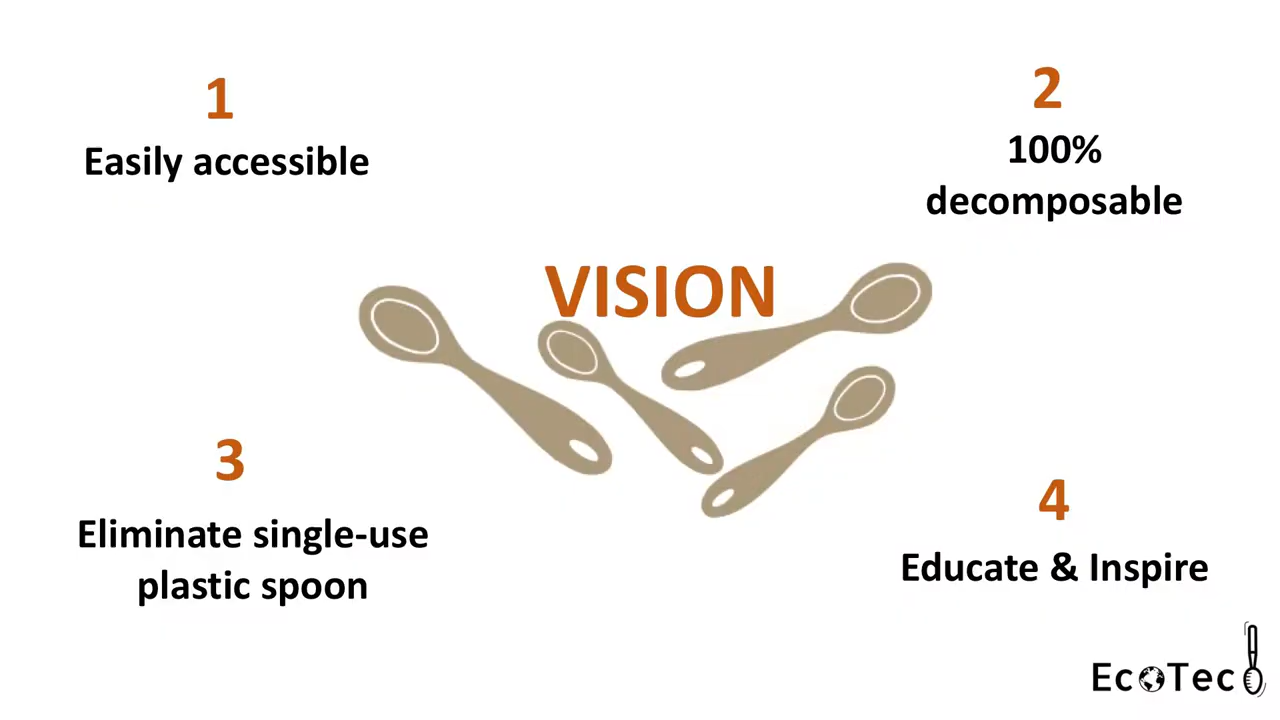 1
Easily accessible
2
100%
decomposable
VISION
3
Eliminate single-use
plastic spoon
4
Educate & Inspire
EcoTec